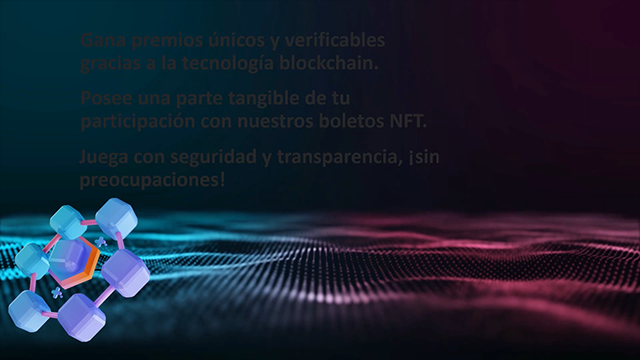 Gana premios únicos y verificables
gracias a la tecnología blockchain.
Posee una parte tangible de tu
participación con nuestros boletos NFT.
Juega con seguridad y transparencia, ¡sin
preocupaciones!